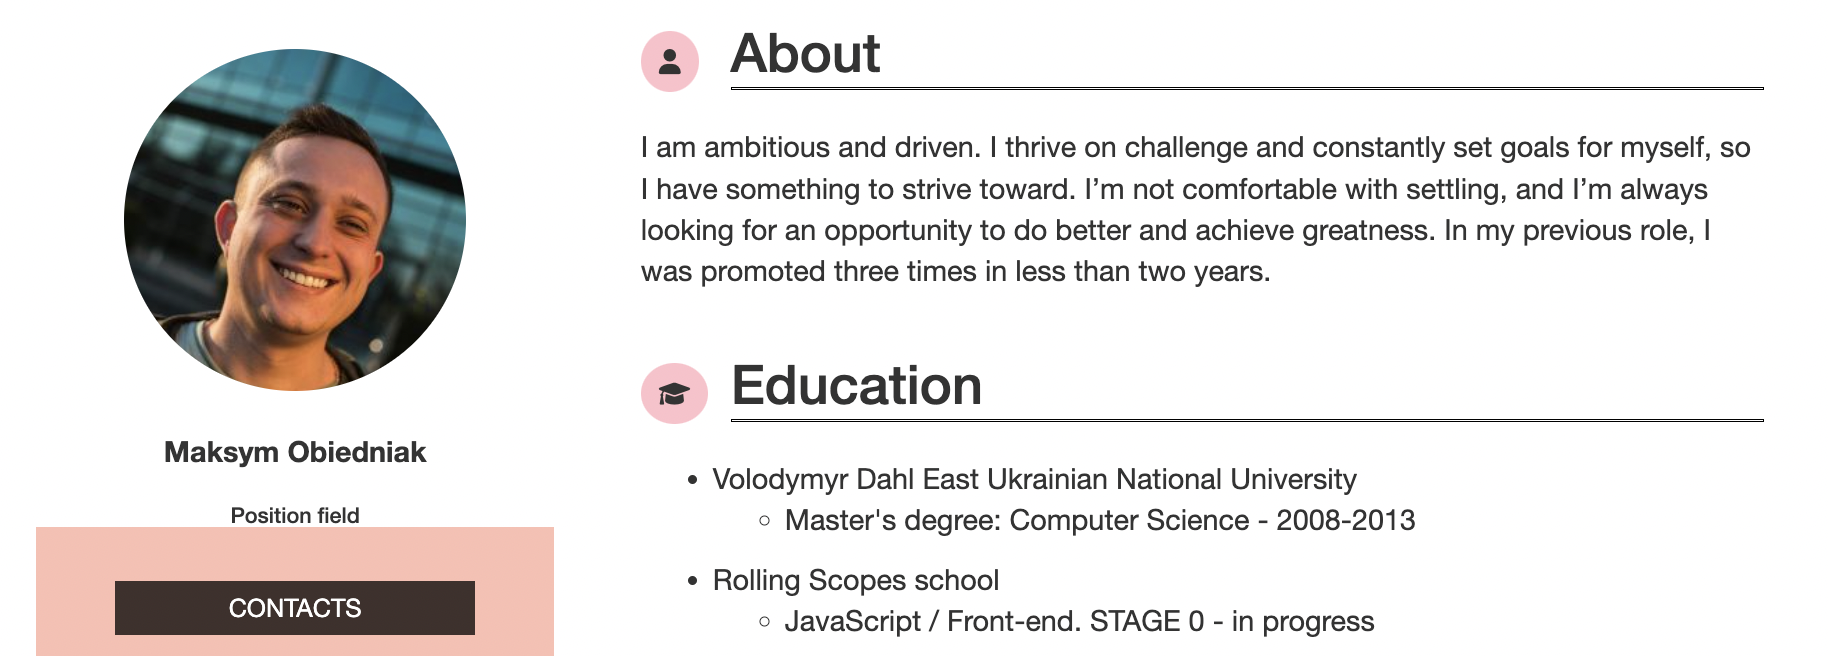 Maksym Obiedniak
Position field
CONTACTS
About
I am ambitious and driven. I thrive on challenge and constantly set goals for myself, so
I have something to strive toward. I’m not comfortable with settling, and I’m always
looking for an opportunity to do better and achieve greatness. In my previous role, I
was promoted three times in less than two years.
Education
Volodymyr Dahl East Ukrainian National University
Master's degree: Computer Science - 2008-2013
Rolling Scopes school
JavaScript / Front-end. STAGE 0 - in progress